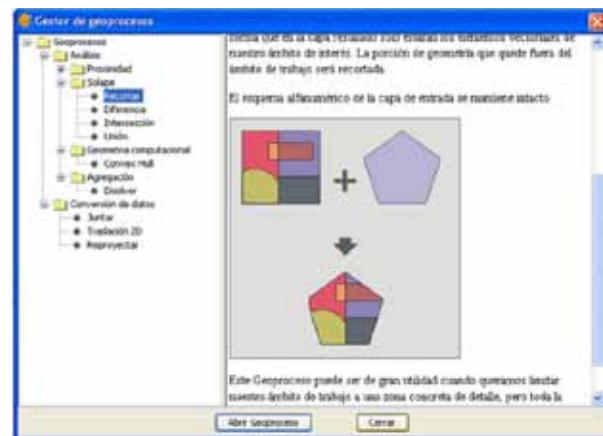 Gestor de geoprocesos
Geoprocesos
Análisis
Proximidad
Solape
Recortar
Diferencia
Intersección
Unión
Geometría computacional
Convex Hull
Agregación
Disolver
Conversión de datos
Juntar
Traslación 2D
Reproyectar
forma que en la capa resultado sólo estarán los elementos vectoriales de
nuestro ámbito de interés. La porción de geometría que quede fuera del
ámbito de trabajo será recortada.
El esquema alfanumérico de la capa de entrada se mantiene intacto.
Este Geoproceso puede ser de gran utilidad cuando queramos limitar
nuestro ámbito de trabajo a una zona concreta de detalle, pero toda la
Abrir Geoproceso
Cerrar